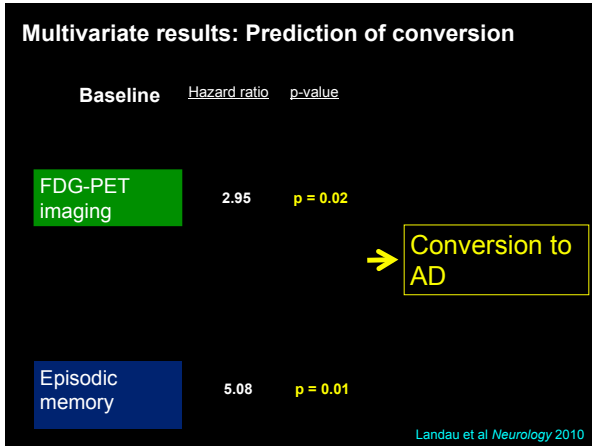 Multivariate results: Prediction of conversion
Baseline Hazard ratio p-value
FDG-PET
imaging
2.95 p = 0.02
Conversion to
AD
Episodic
memory
5.08 p = 0.01
Landau et al Neurology 2010